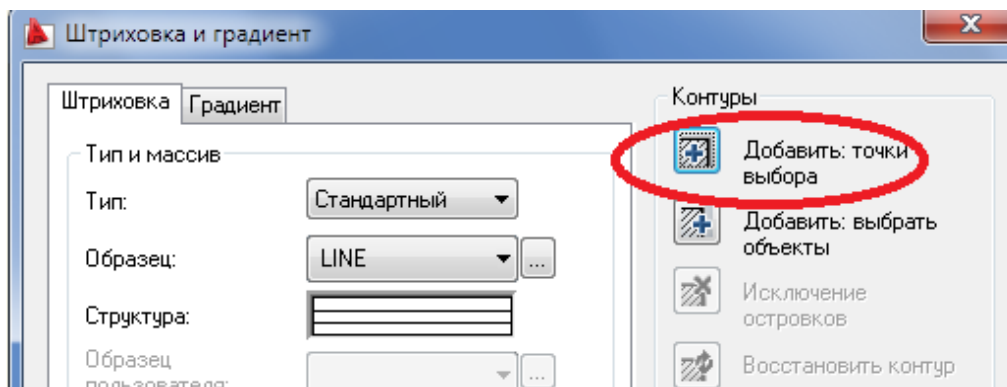 Штриховка и градиент
Штриховка
Градиент
Тип и массив
Тип:
Стандартный
Образец:
LINE
...
Структура:
Образец
пользователя:
...
Контуры
Добавить: точки
выбора
Добавить: выбрать
объекты
Исключение
островков
Восстановить контур